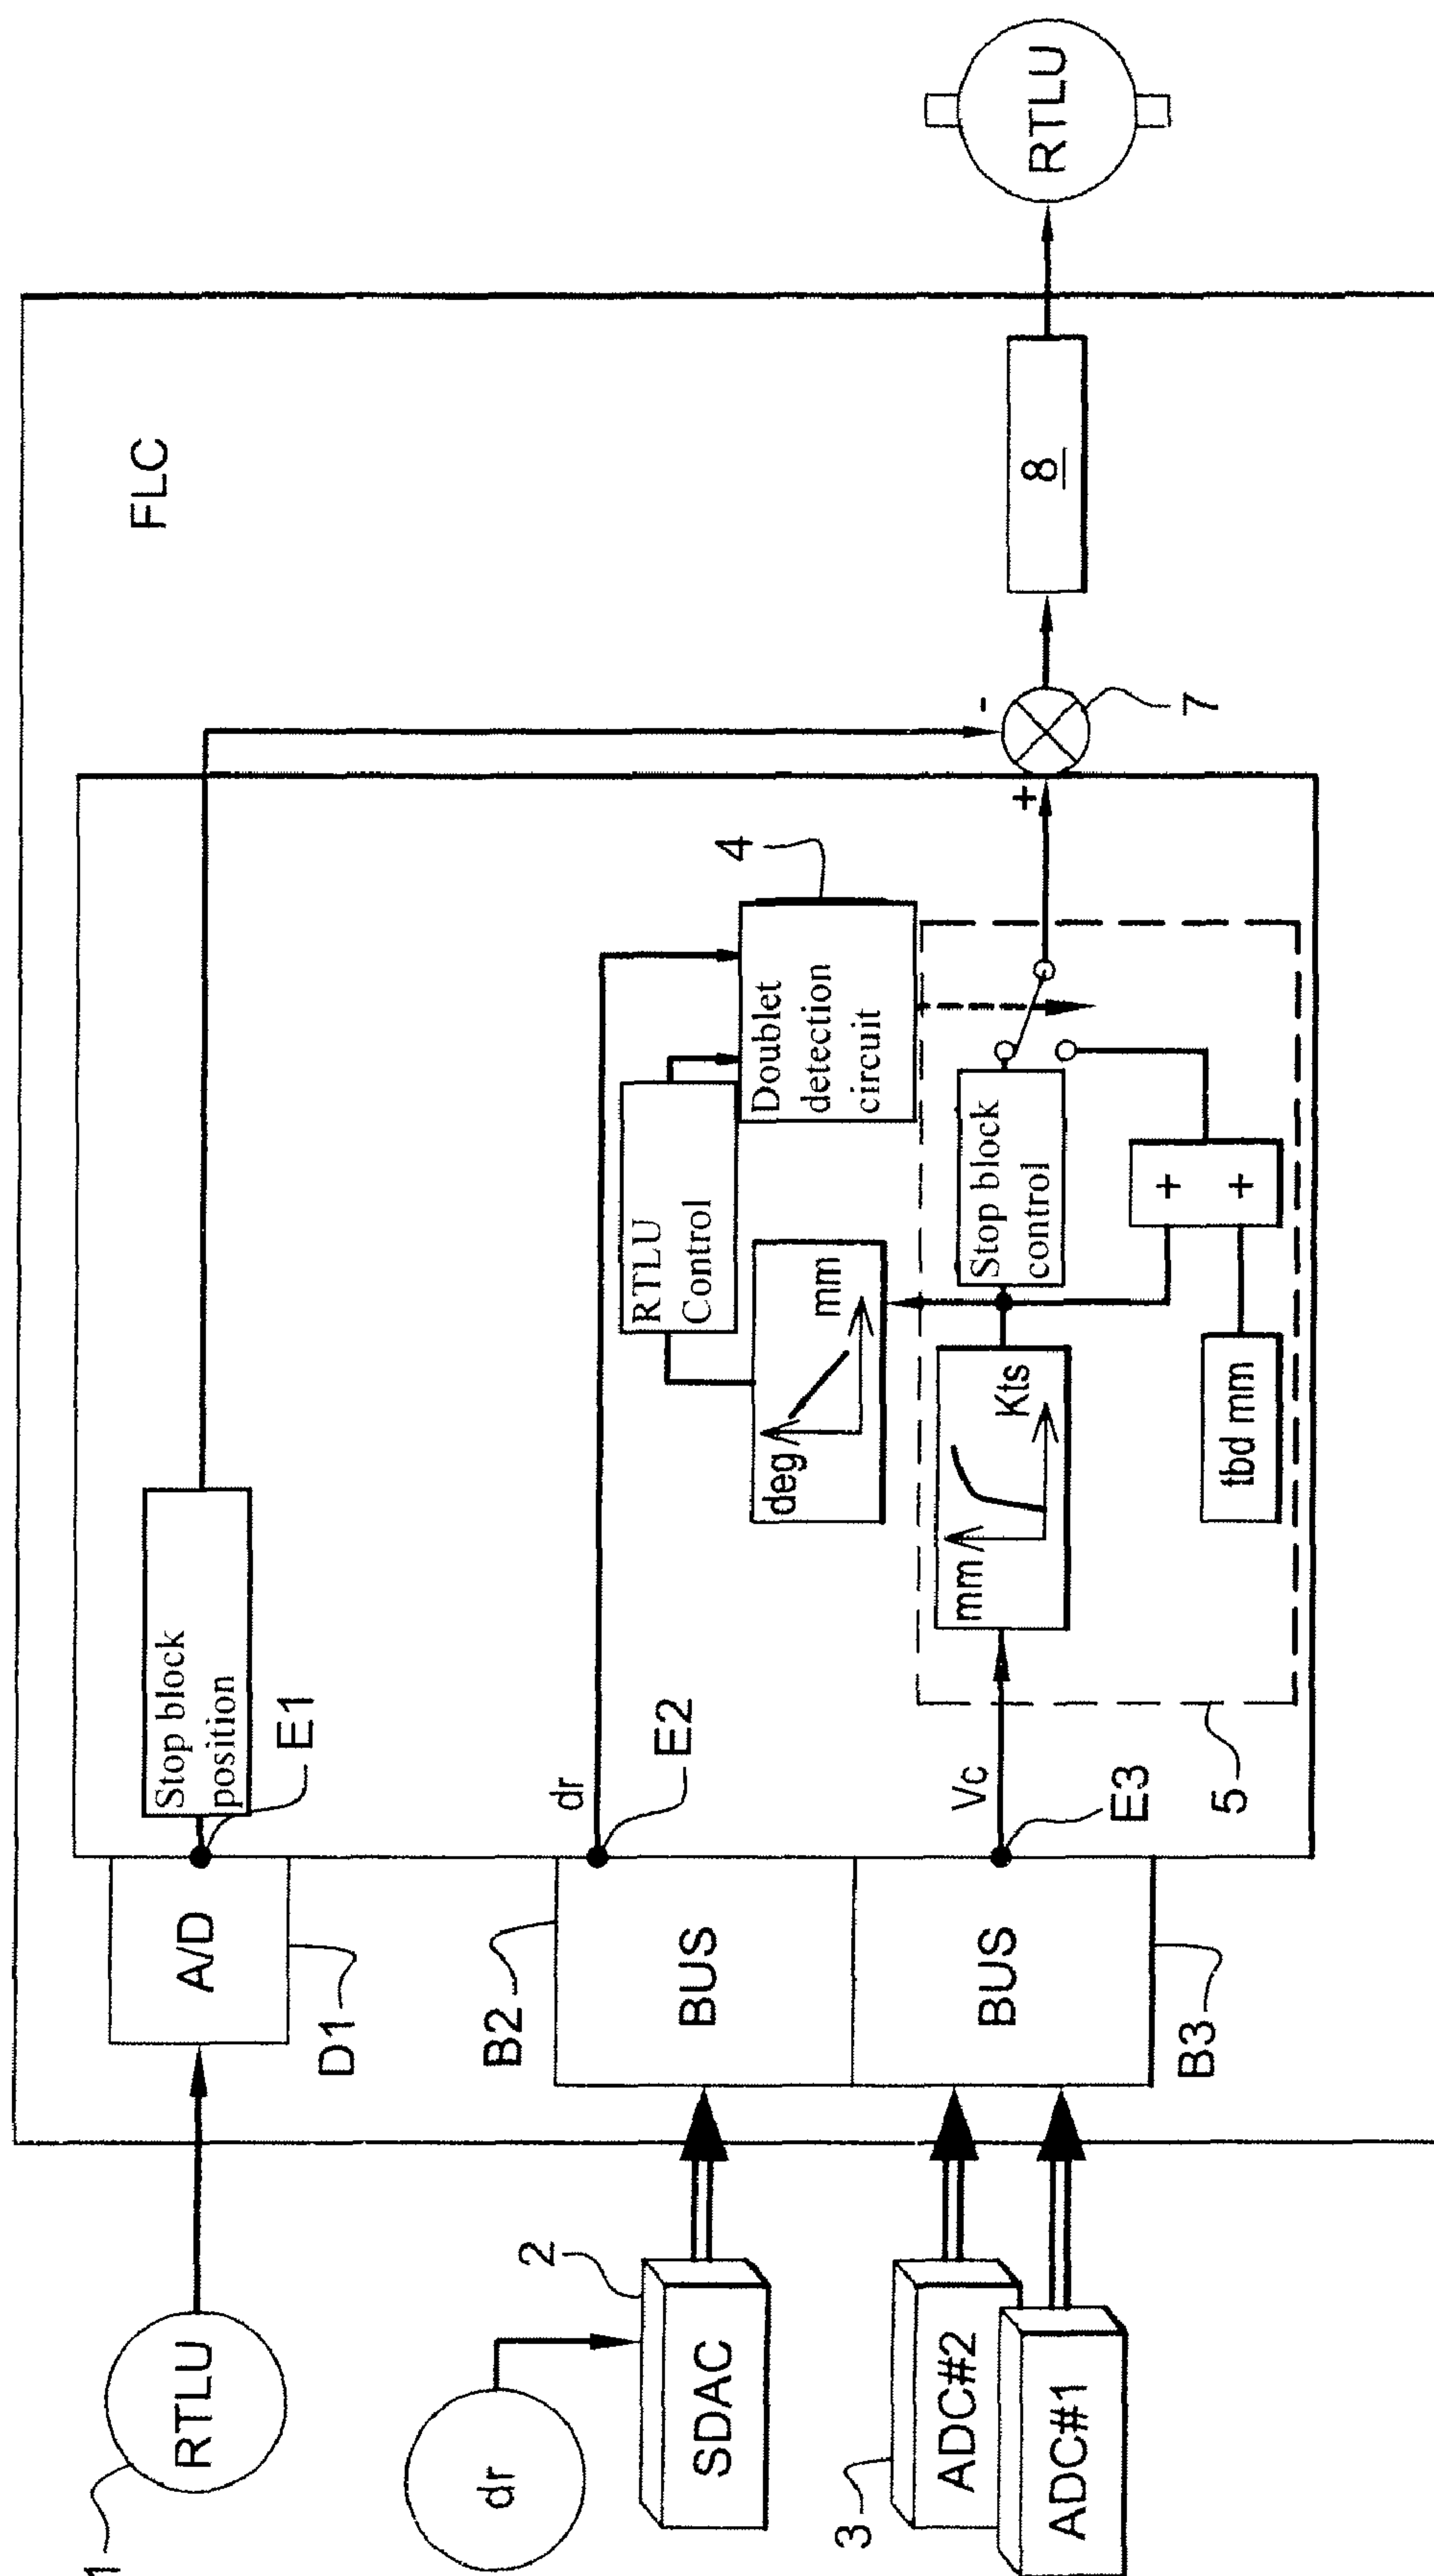 1
RTLU
A/D
D1
E1
Stop block
position
FLC
dr
2
SDAC
B2
BUS
dr
E2
3
ADC#2
ADC#1
BUS
B3
Vc
E3
5
mm
Kts
deg
mm
RTLU
Control
4
Doublet
detection
circuit
Stop block
control
tbd mm
+
+
+
-
7
8
RTLU